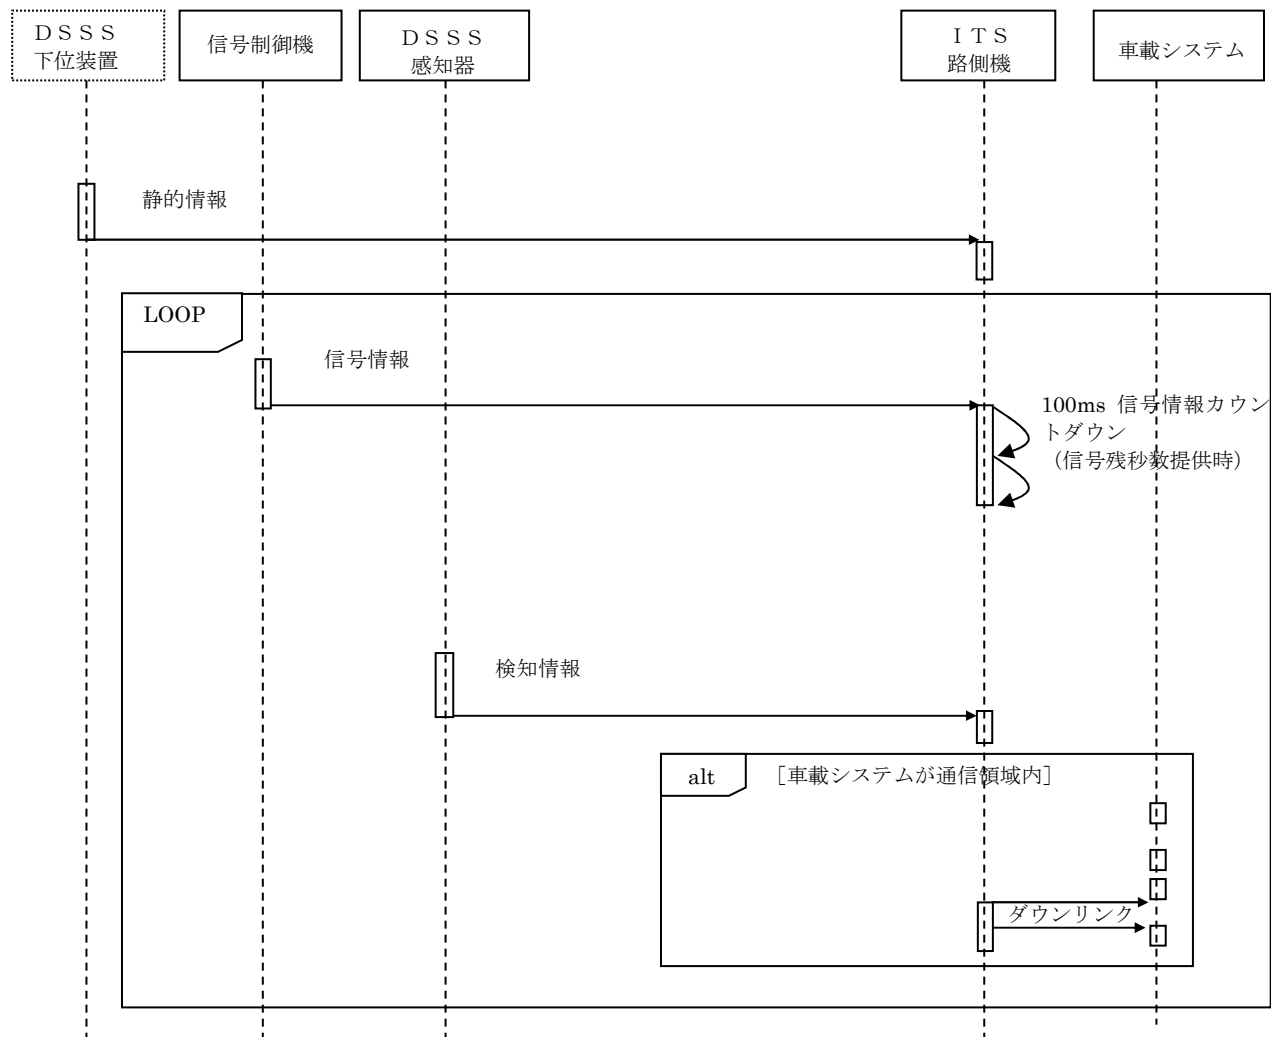 ＤＳＳＳ
下位装置
信号制御機
ＤＳＳＳ
感知器
ＩＴＳ
路側機
車載システム
静的情報
LOOP
信号情報
100ms 信号情報カウン
トダウン
（信号残秒数提供時）
検知情報
alt
［車載システムが通信領域内］
ダウンリンク